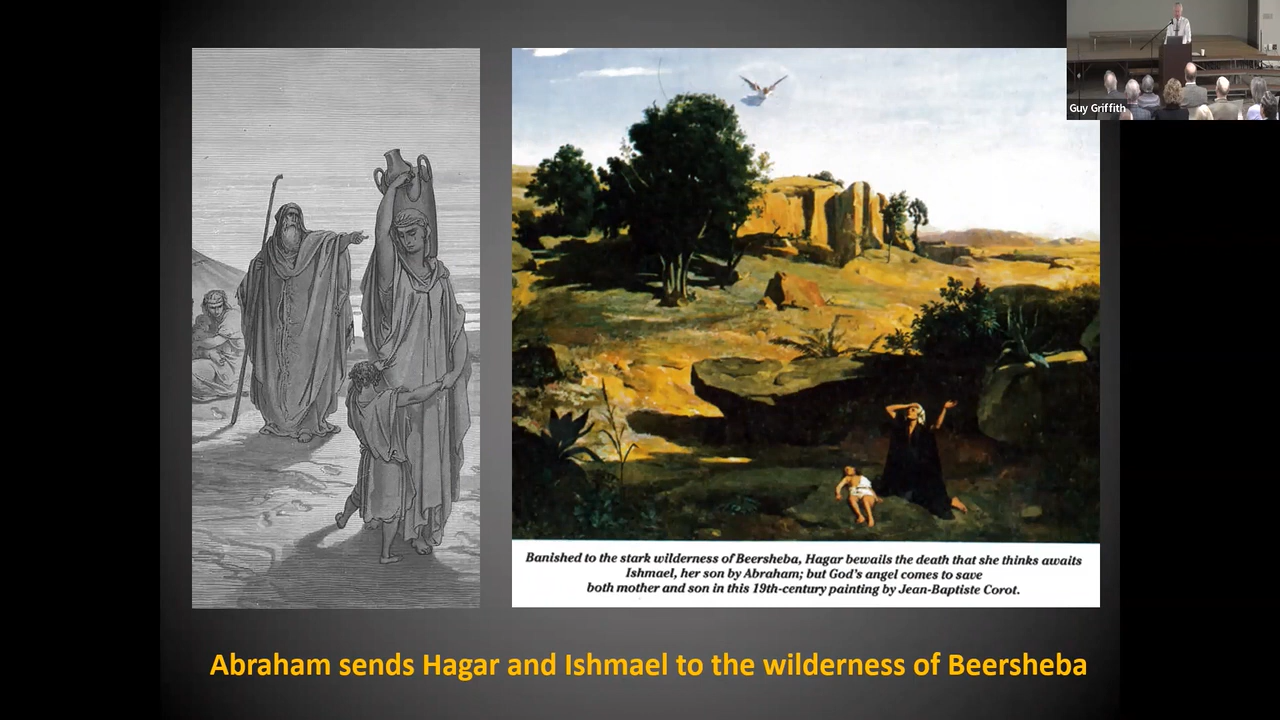 Guy Griffith
Banished to the stark wilderness of Beersheba, Hagar bewails the death that she thinks awaits
Ishmael, her son by Abraham; but God's angel comes to save
both mother and son in this 19th-century painting by Jean-Baptiste Corot.
Abraham sends Hagar and Ishmael to the wilderness of Beersheba